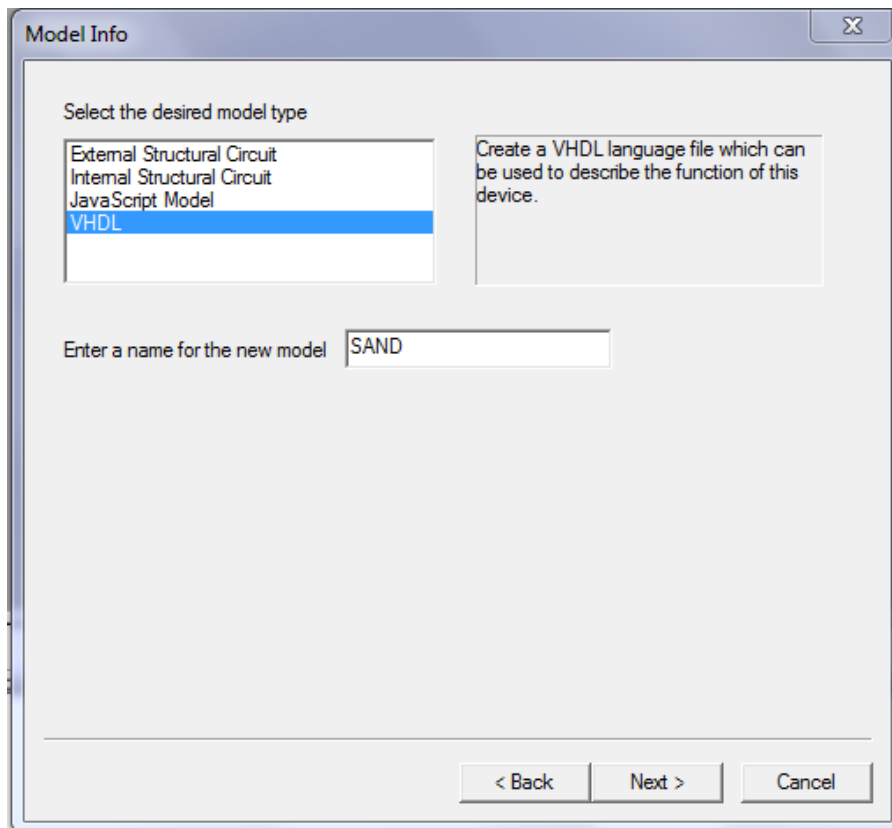 Model Info
Select the desired model type
External Structural Circuit
Internal Structural Circuit
JavaScript Model
VHDL
Create a VHDL language file which can
be used to describe the function of this
device.
Enter a name for the new model
SAND
< Back
Next >
Cancel